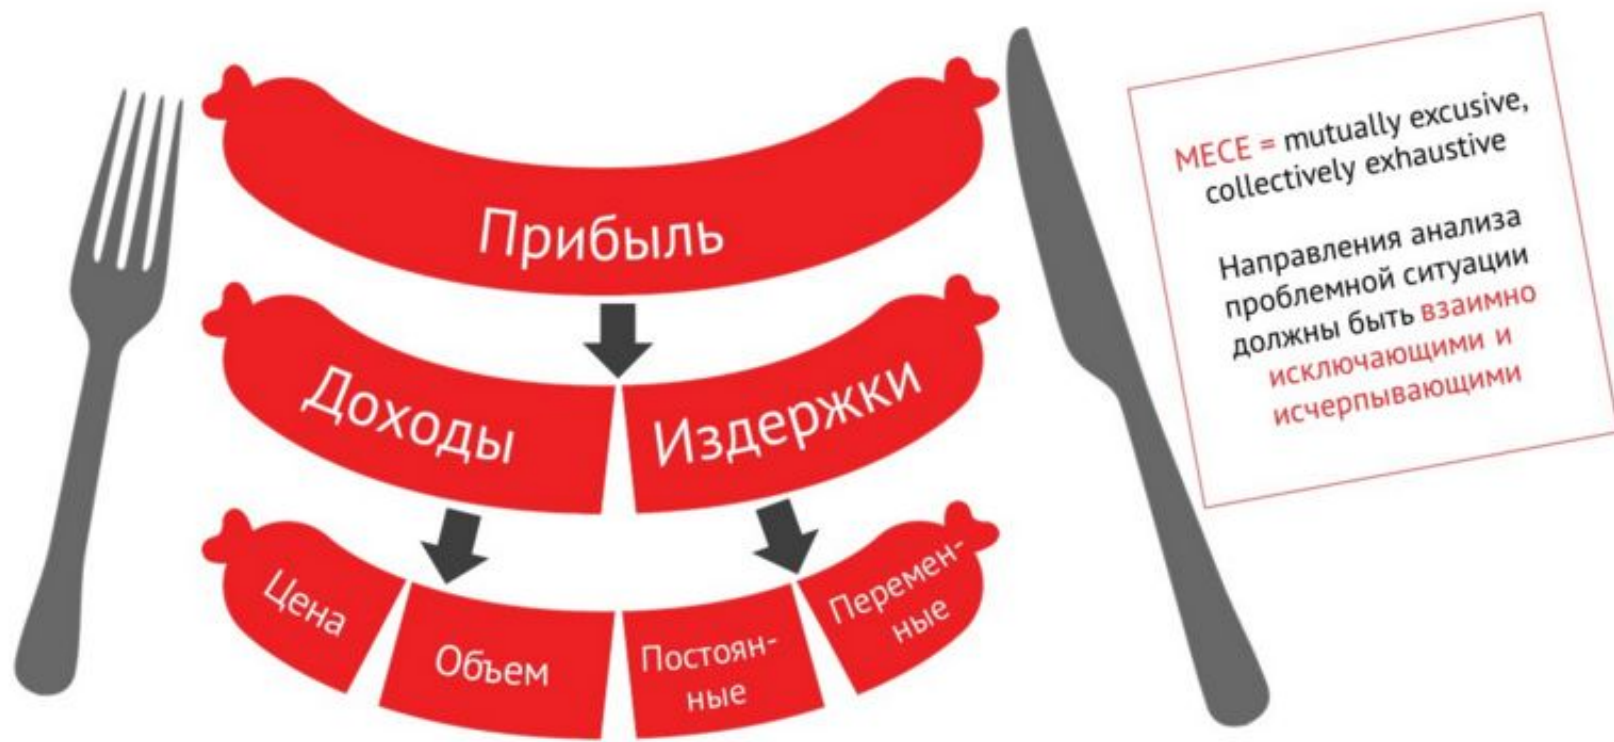 Прибыль
Доходы
Издержки
Цена
Объем
Постоян-
ные
Перемен-
ные
MECE = mutually excusive,
collectively exhaustive
Направления анализа
проблемной ситуации
должны быть взаимно
исключающими и
исчерпывающими